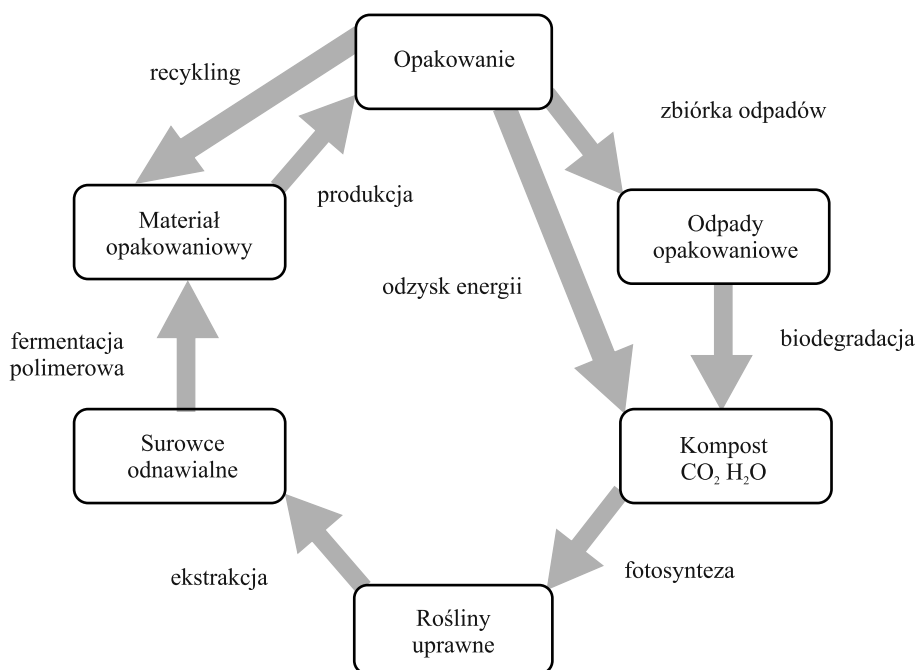 Opakowanie
recykling
zbiórka odpadów
produkcja
Materiał
opakowaniowy
Odpady
opakowaniowe
odzysk energii
fermentacja
polimerowa
biodegradacja
Surowce
odnawialne
Kompost
CO₂ H₂O
ekstrakcja
fotosynteza
Rośliny
uprawne